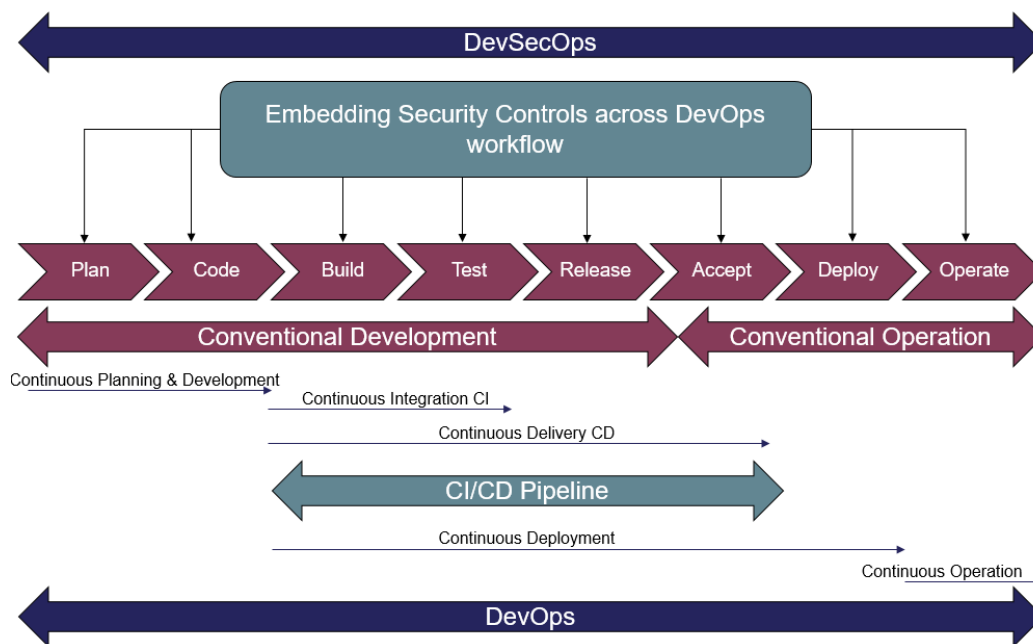 DevSecOps
Embedding Security Controls across DevOps
workflow
Plan
Code
Build
Test
Release
Accept
Deploy
Operate
Conventional Development
Conventional Operation
Continuous Planning & Development
Continuous Integration CI
Continuous Delivery CD
CI/CD Pipeline
Continuous Deployment
Continuous Operation
DevOps